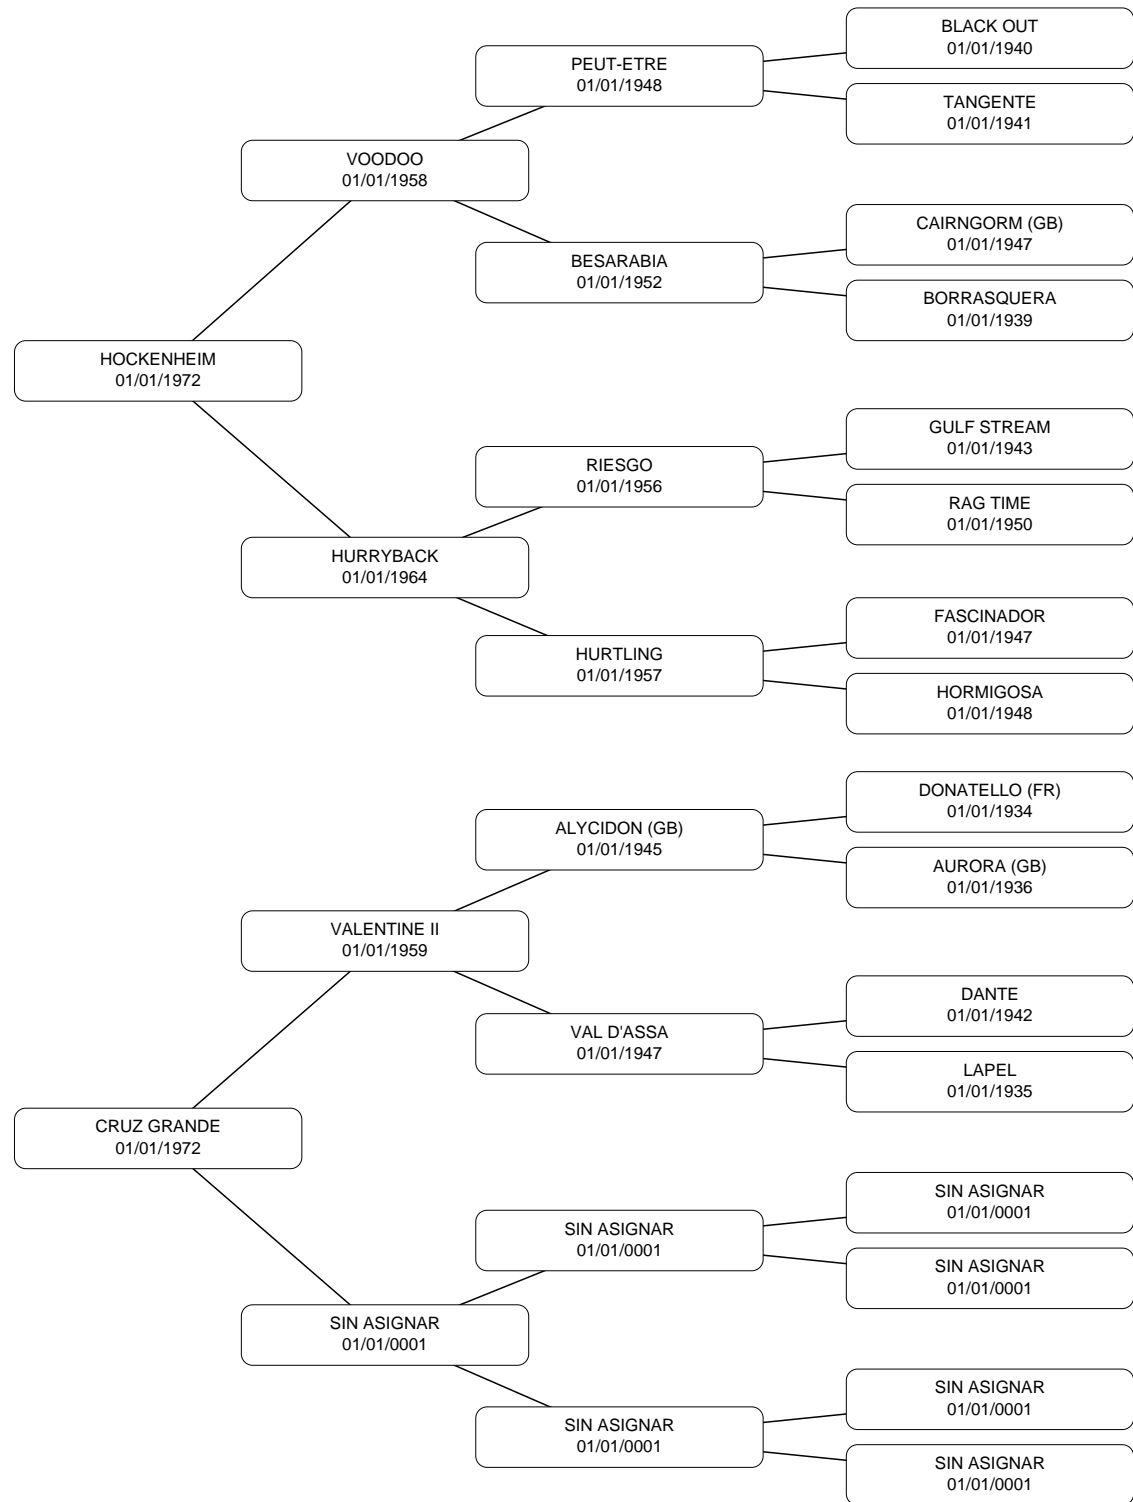 BLACK OUT
01/01/1940
PEUT-ETRE
01/01/1948
TANGENTE
01/01/1941
VOODOO
01/01/1958
CAIRNGORM (GB)
01/01/1947
BESARABIA
01/01/1952
BORRASQUERA
01/01/1939
HOCKENHEIM
01/01/1972
GULF STREAM
01/01/1943
RIESGO
01/01/1956
RAG TIME
01/01/1950
HURRYBACK
01/01/1964
FASCINADOR
01/01/1947
HURTLING
01/01/1957
HORMIGOSA
01/01/1948
DONATELLO (FR)
01/01/1934
ALYCIDON (GB)
01/01/1945
AURORA (GB)
01/01/1936
VALENTINE II
01/01/1959
DANTE
01/01/1942
VAL D'ASSA
01/01/1947
LAPEL
01/01/1935
CRUZ GRANDE
01/01/1972
SIN ASIGNAR
01/01/0001
SIN ASIGNAR
01/01/0001
SIN ASIGNAR
01/01/0001
SIN ASIGNAR
01/01/0001
SIN ASIGNAR
01/01/0001
SIN ASIGNAR
01/01/0001
SIN ASIGNAR
01/01/0001